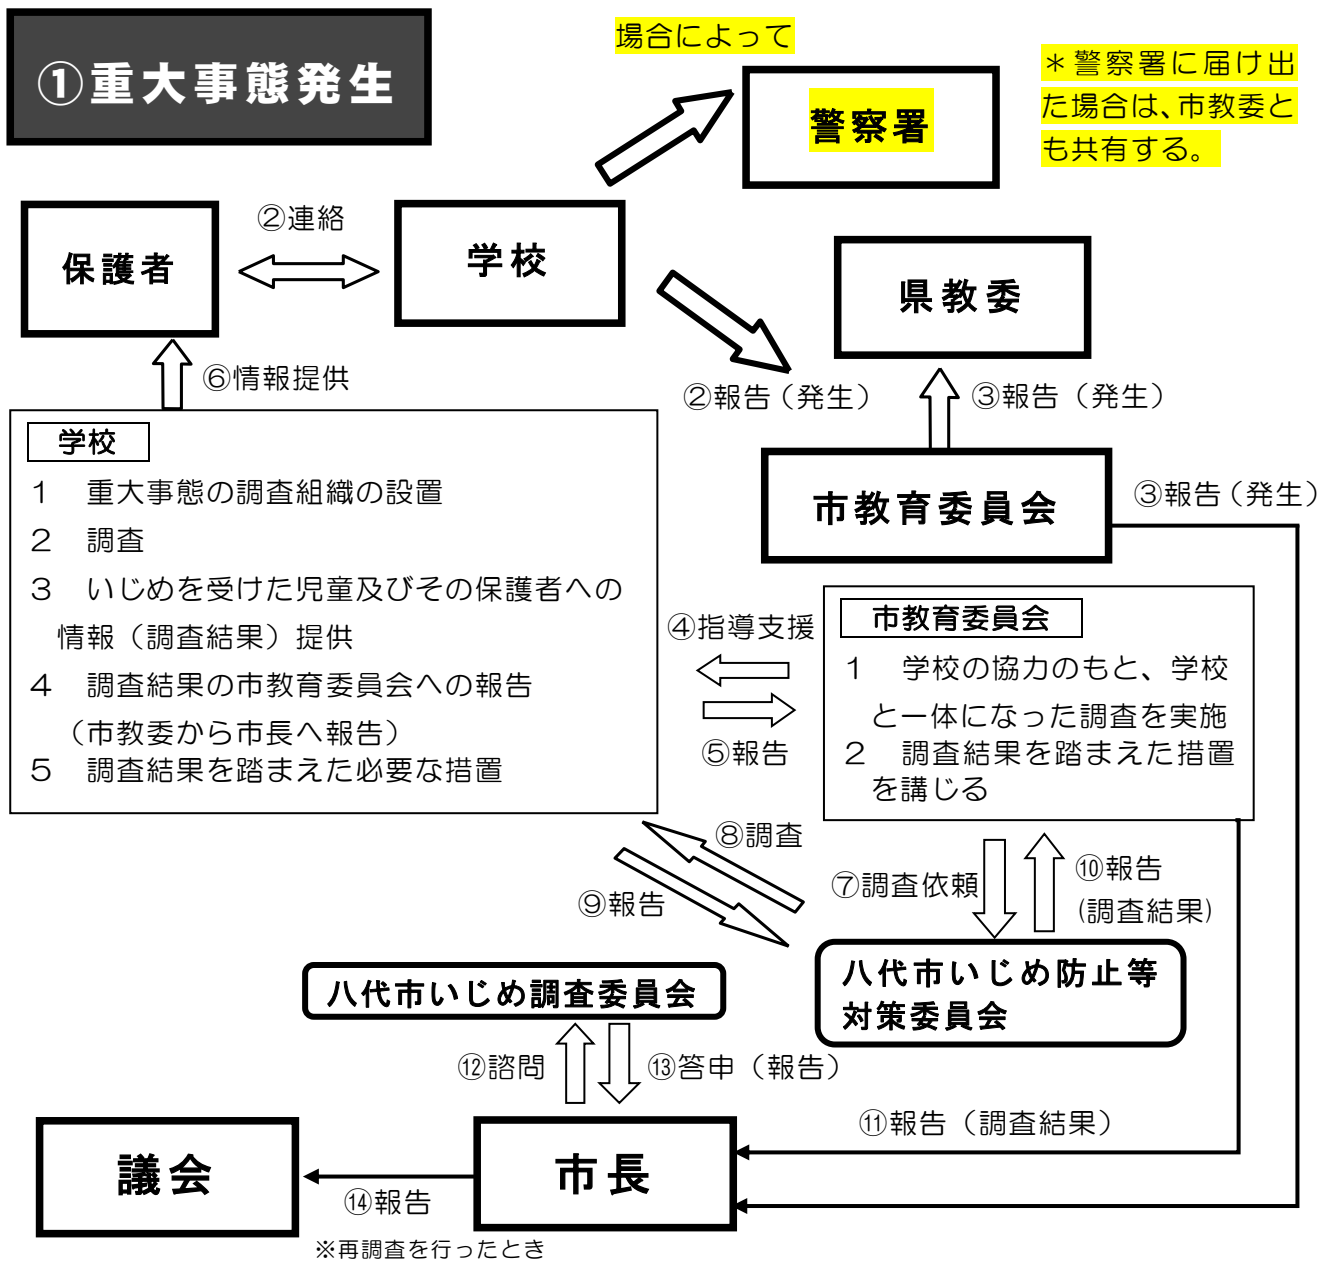 ①重大事態発生
場合によって
警察署
＊警察署に届け出
た場合は、市教委と
も共有する。
保護者
②連絡
学校
県教委
⑥情報提供
②報告（発生）
③報告（発生）
市教育委員会
③報告（発生）
学校
１　重大事態の調査組織の設置
２　調査
３　いじめを受けた児童及びその保護者への
情報（調査結果）提供
４　調査結果の市教育委員会への報告
（市教委から市長へ報告）
５　調査結果を踏まえた必要な措置
④指導支援
⑤報告
市教育委員会
１　学校の協力のもと、学校
と一体になった調査を実施
２　調査結果を踏まえた措置
を講じる
⑧調査
⑨報告
⑦調査依頼
⑩報告
(調査結果)
八代市いじめ調査委員会
八代市いじめ防止等
対策委員会
⑫諮問
⑬答申（報告）
⑪報告（調査結果）
議会
市長
⑭報告
※再調査を行ったとき